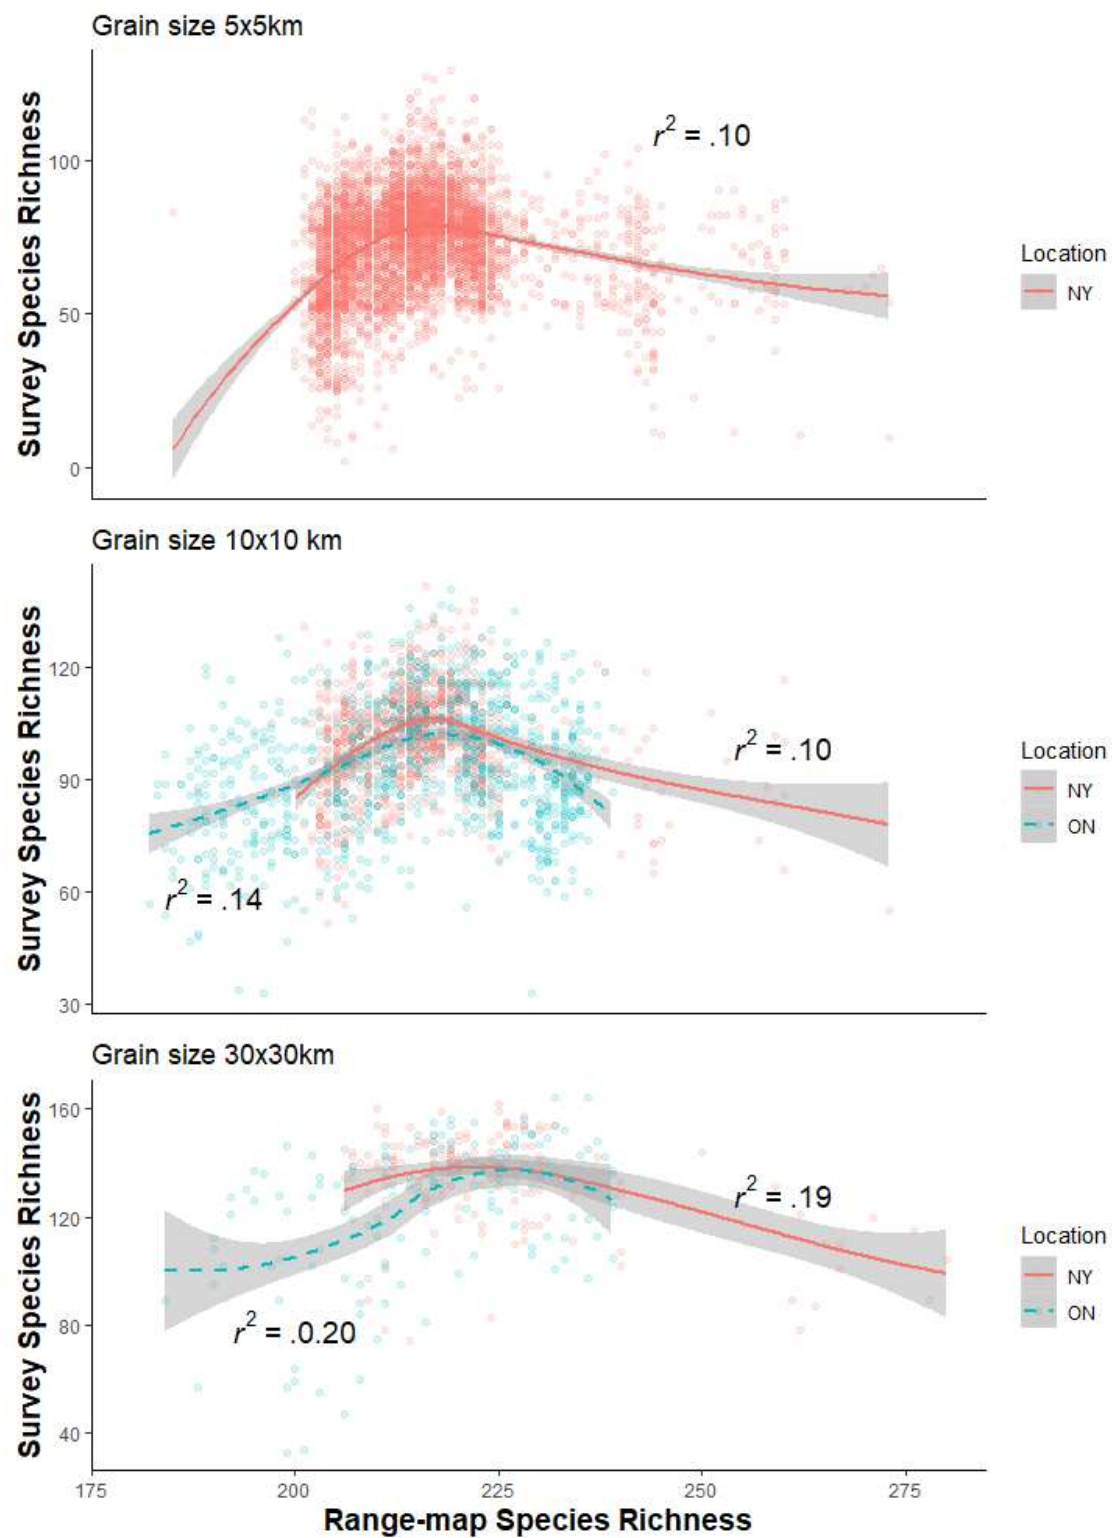 Grain size 5x5km
Survey Species Richness
100
50
0
r² = .10
Location
NY
Grain size 10x10 km
Survey Species Richness
120
90
60
30
r² = .10
r² = .14
Location
NY
ON
Grain size 30x30km
Survey Species Richness
160
120
80
40
r² = .19
r² = .0.20
Location
NY
ON
175 200 225 250 275
Range-map Species Richness